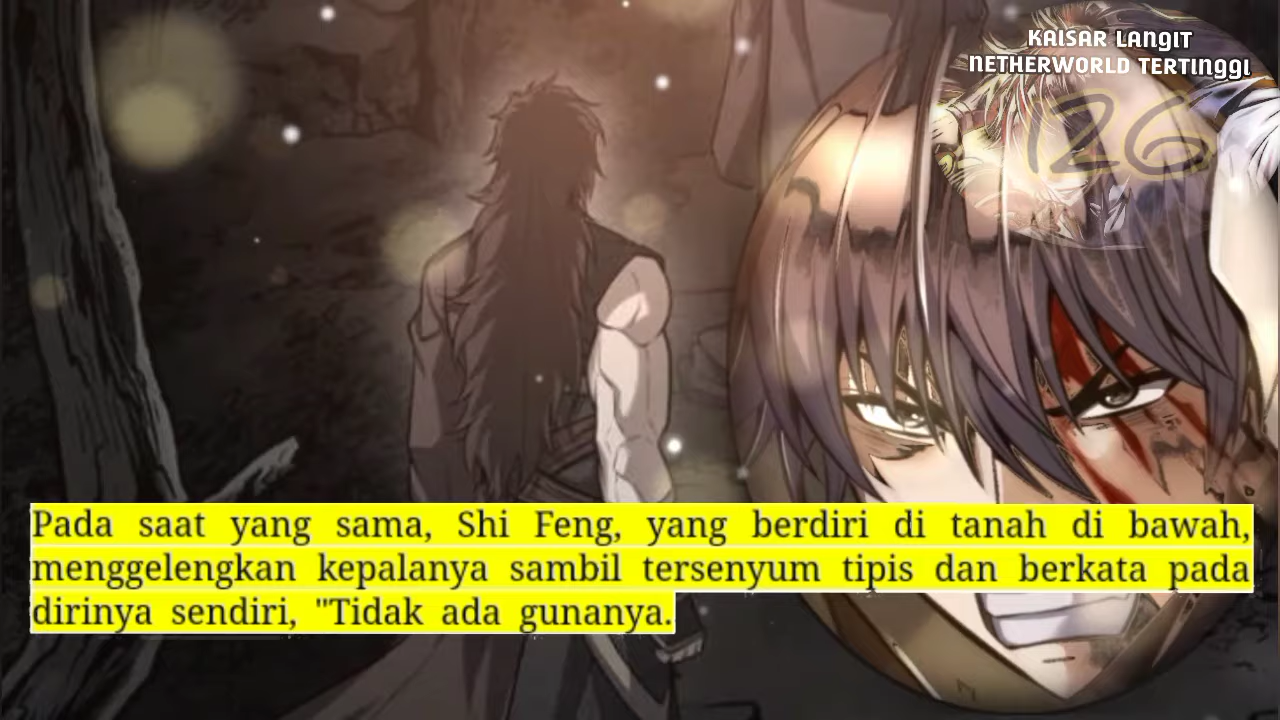 KAISAR LANGIT
NETHERWORLD TERTINGGI
126
Pada saat yang sama, Shi Feng, yang berdiri di tanah di bawah,
menggelengkan kepalanya sambil tersenyum tipis dan berkata pada
dirinya sendiri, "Tidak ada gunanya.